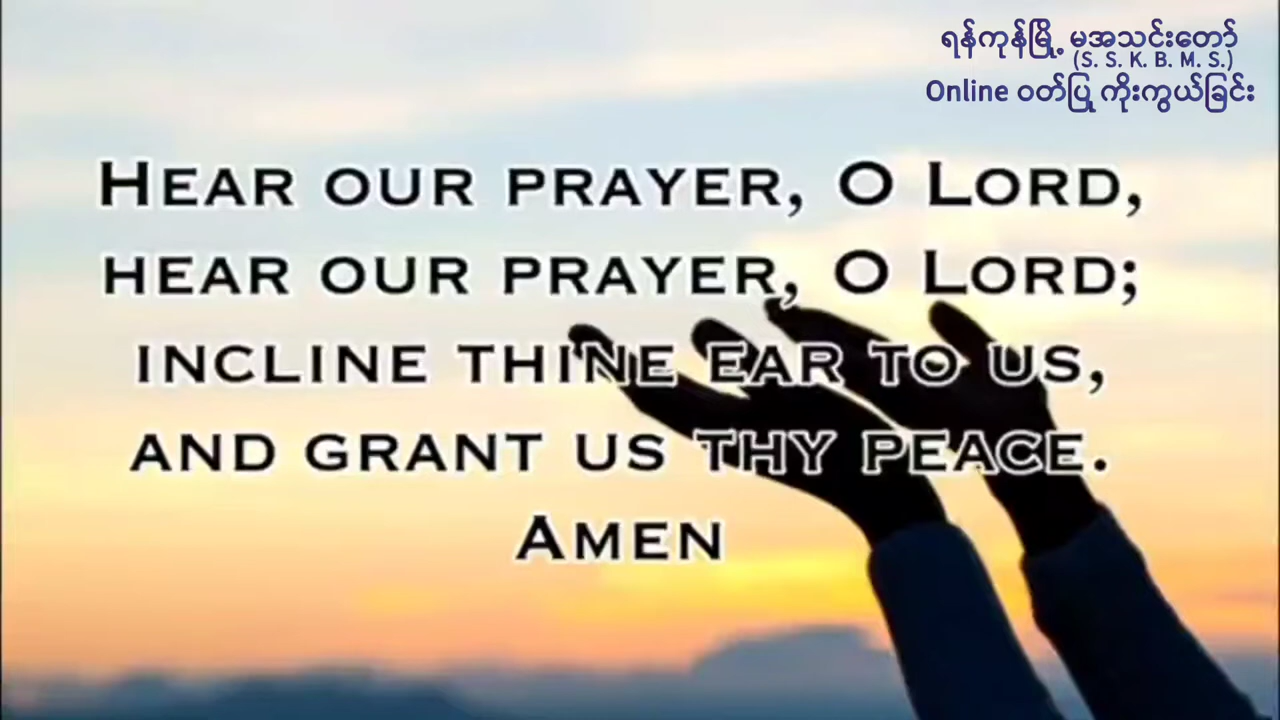 ရန်ကုန်မြို့ မအသင်းတော်
(S. S. K. B. M. S.)
Online ဝတ်ပြု ကိုးကွယ်ခြင်း
HEAR OUR PRAYER, O LORD,
HEAR OUR PRAYER, O LORD;
INCLINE THINE EAR TO US,
AND GRANT US THY PEACE.
AMEN